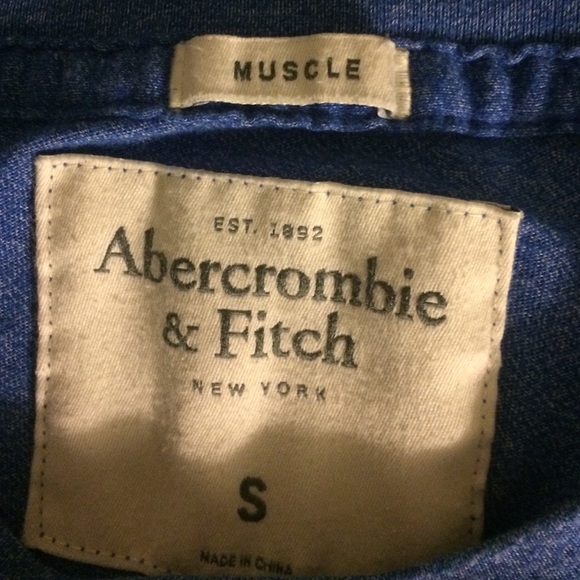 MUSCLE
EST. 1892
Abercrombie
& Fitch
NEW YORK
S
MADE IN CHINA